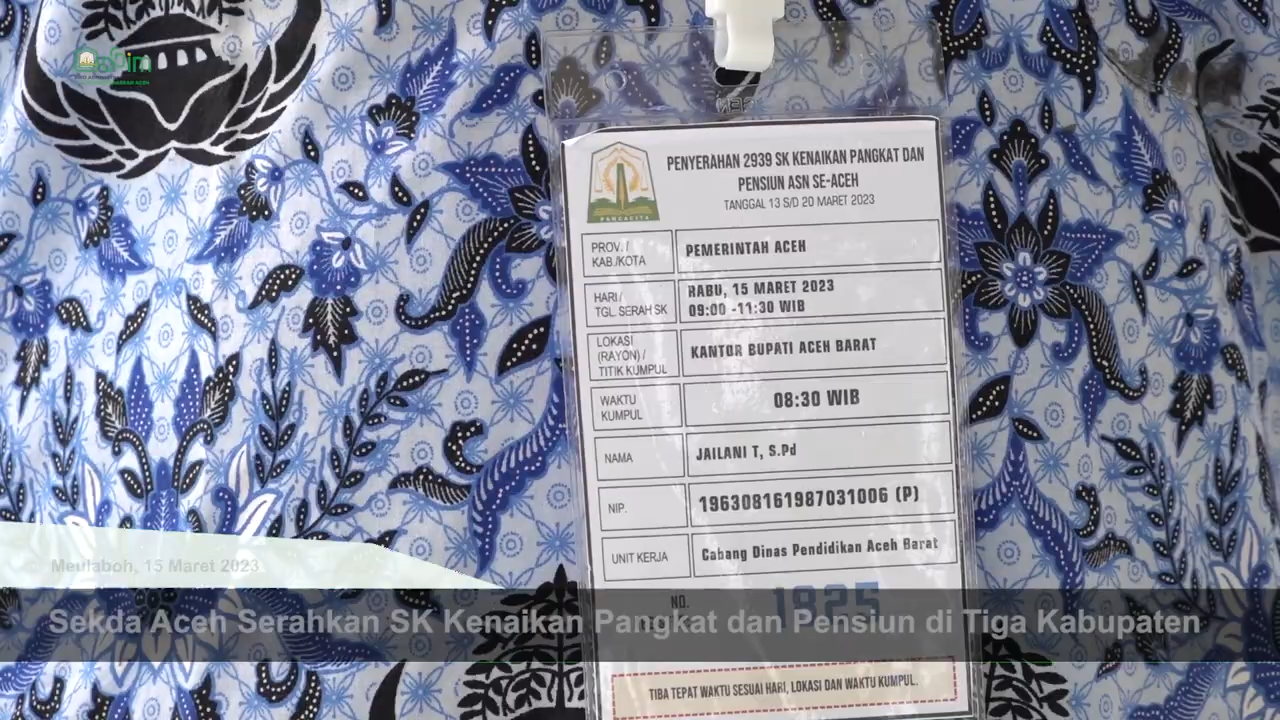 PENYERAHAN 2939 SK KENAIKAN PANGKAT DAN
PENSIUN ASN SE-ACEH
TANGGAL 13 S/D 20 MARET 2023
PANCACITA
PROV. /
KAB./KOTA
PEMERINTAH ACEH
HARI /
TGL. SERAH SK
RABU, 15 MARET 2023
09:00 -11:30 WIB
LOKASI
(RAYON) /
TITIK KUMPUL
KANTOR BUPATI ACEH BARAT
WAKTU
KUMPUL
08:30 WIB
NAMA
JAILANI T, S.Pd
NIP.
196308161987031006 (P)
UNIT KERJA
Cabang Dinas Pendidikan Aceh Barat
Meulaboh, 15 Maret 2023
NO.
1825
Sekda Aceh Serahkan SK Kenaikan Pangkat dan Pensiun di Tiga Kabupaten
TIBA TEPAT WAKTU SESUAI HARI, LOKASI DAN WAKTU KUMPUL.